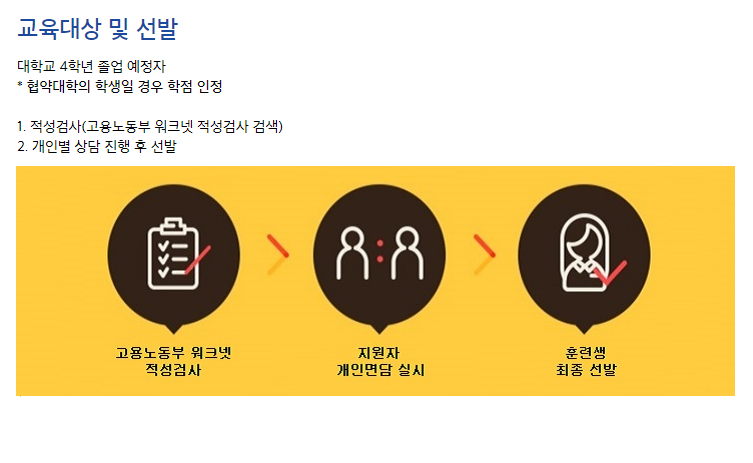 교육대상 및 선발
대학교 4학년 졸업 예정자
* 협약대학의 학생일 경우 학점 인정
1. 적성검사(고용노동부 워크넷 적성검사 검색)
2. 개인별 상담 진행 후 선발
고용노동부 워크넷
적성검사
지원자
개인면담 실시
훈련생
최종 선발